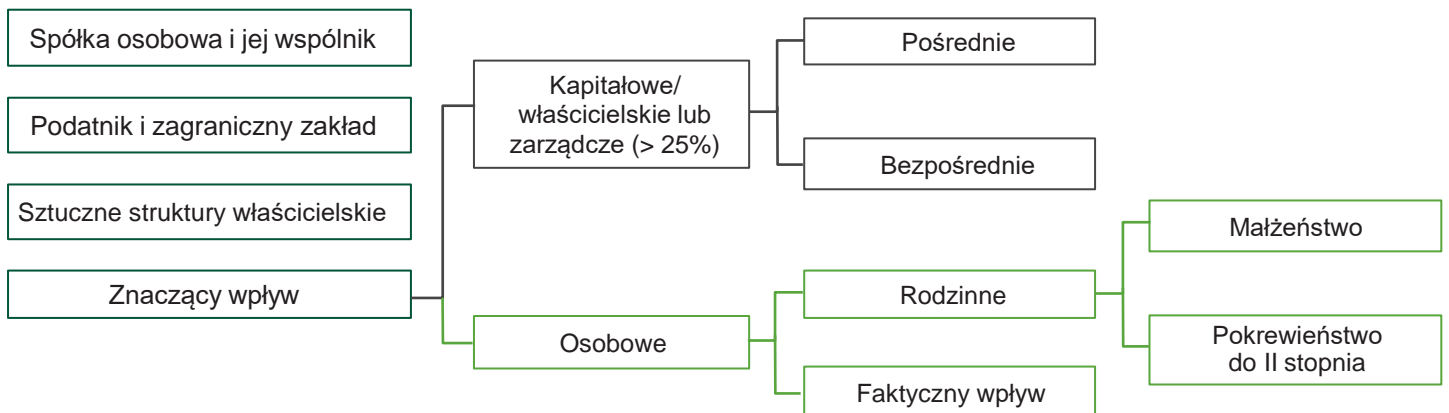 Spółka osobowa i jej wspólnik
Podatnik i zagraniczny zakład
Sztuczne struktury właścicielskie
Znaczący wpływ
Kapitałowe/
właścicielskie lub
zarządcze (> 25%)
Pośrednie
Bezpośrednie
Osobowe
Rodzinne
Faktyczny wpływ
Małżeństwo
Pokrewieństwo
do II stopnia